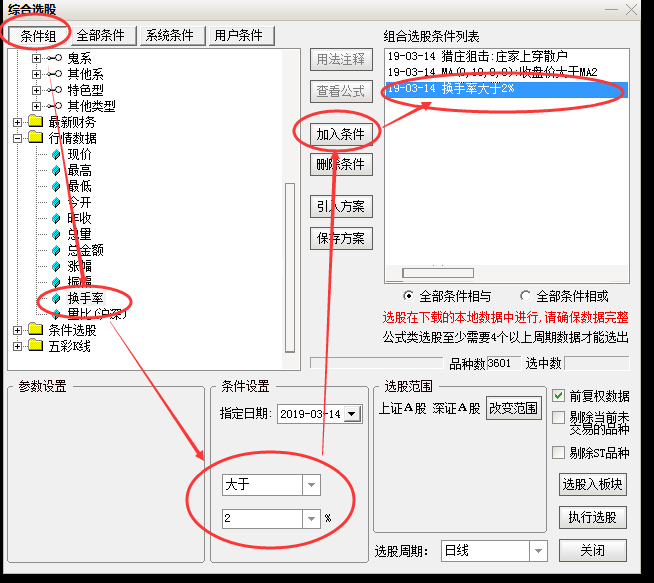 综合选股
条件组 全部条件 系统条件 用户条件
鬼系
其他系
特色型
其他类型
最新财务
行情数据
现价
最高
最低
今开
昨收
总量
总金额
涨幅
振幅
换手率
量比(沪深)
条件选股
五彩K线
用法注释
查看公式
加入条件
删除条件
引入方案
保存方案
组合选股条件列表
19-03-14 猎庄狙击:庄家上穿散户
19-03-14 :收盘价大于MA2
19-03-14 换手率大于2%
全部条件相与 全部条件相或
选股在下载的本地数据中进行,请确保数据完整
公式类选股至少需要4个以上周期数据才能选出
品种数 3601 选中数
参数设置
条件设置
指定日期: 2019-03-14
大于
2 %
选股范围
上证A股 深证A股 改变范围
前复权数据
剔除当前未
交易的品种
剔除ST品种
选股入板块
执行选股
选股周期: 日线 关闭